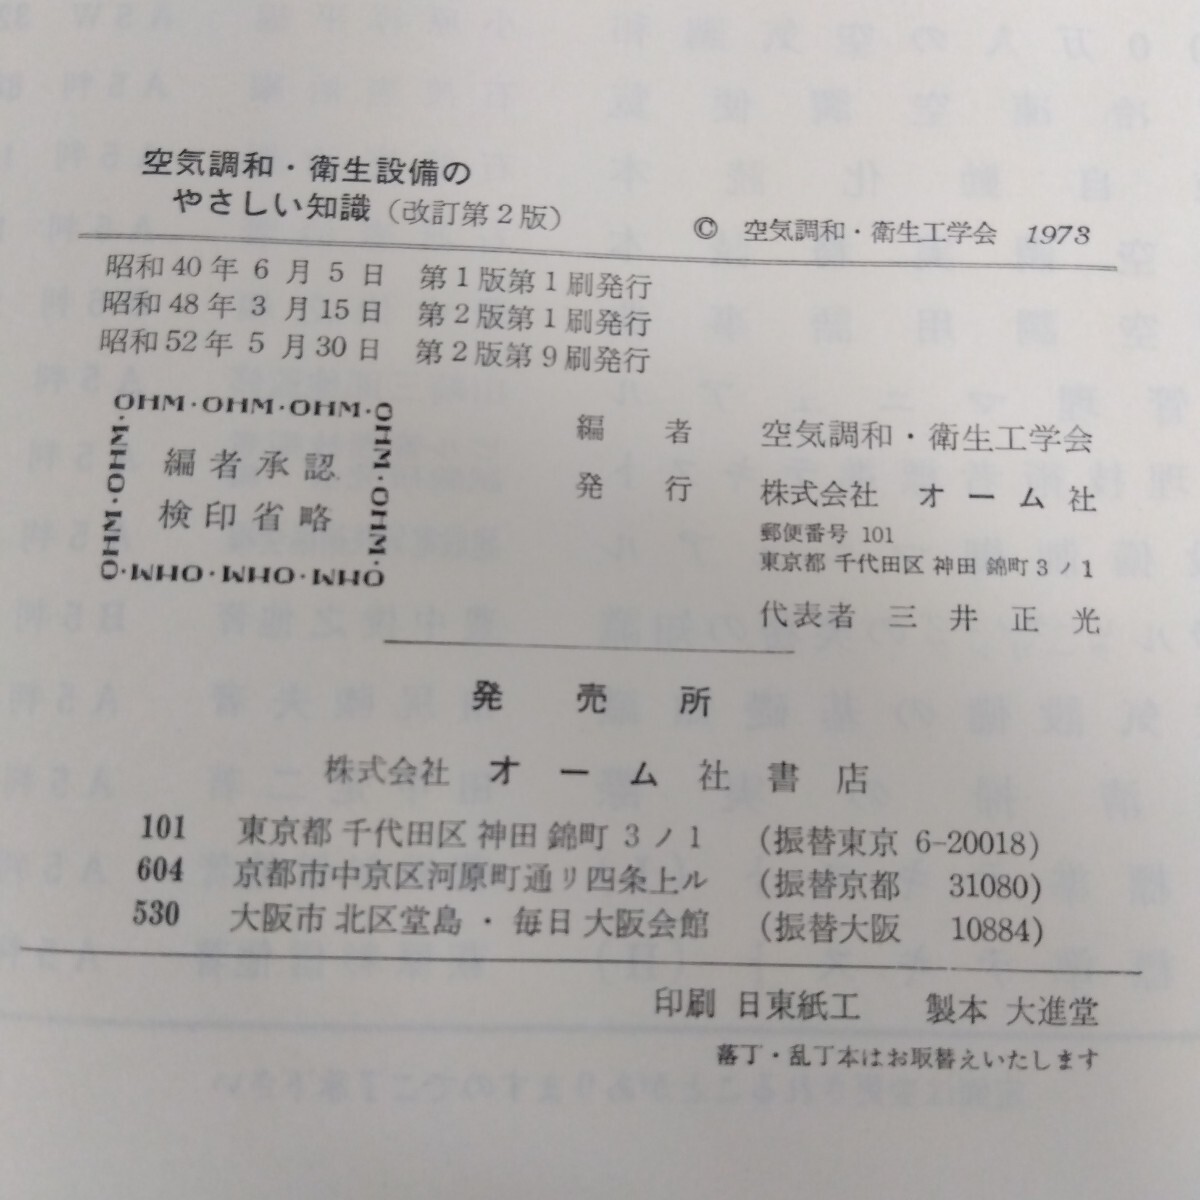 空気調和・衛生設備の
やさしい知識（改訂第2版）
© 空気調和・衛生工学会 1973
昭和40年 6 月 5 日 第1版第1刷発行
昭和48年 3 月15日 第2版第1刷発行
昭和52年 5 月30日 第2版第9刷発行
OHM・OHM・OHM・OHM・OHM・OHM・OHM・OHM・OHM・OHM
編者承認
検印省略
編 者 空気調和・衛生工学会
発 行 株式会社 オーム社
郵便番号 101
東京都 千代田区 神田 錦町 3 ノ 1
代表者 三井正光
発 売 所
株式会社 オーム社書店
101 東京都 千代田区 神田 錦町 3 ノ 1 (振替東京 6-20018)
604 京都市中京区河原町通リ四条上ル (振替京都 31080)
530 大阪市 北区堂島・毎日 大阪会館 (振替大阪 10884)
印刷 日東紙工 製本 大進堂
落丁・乱丁本はお取替えいたします